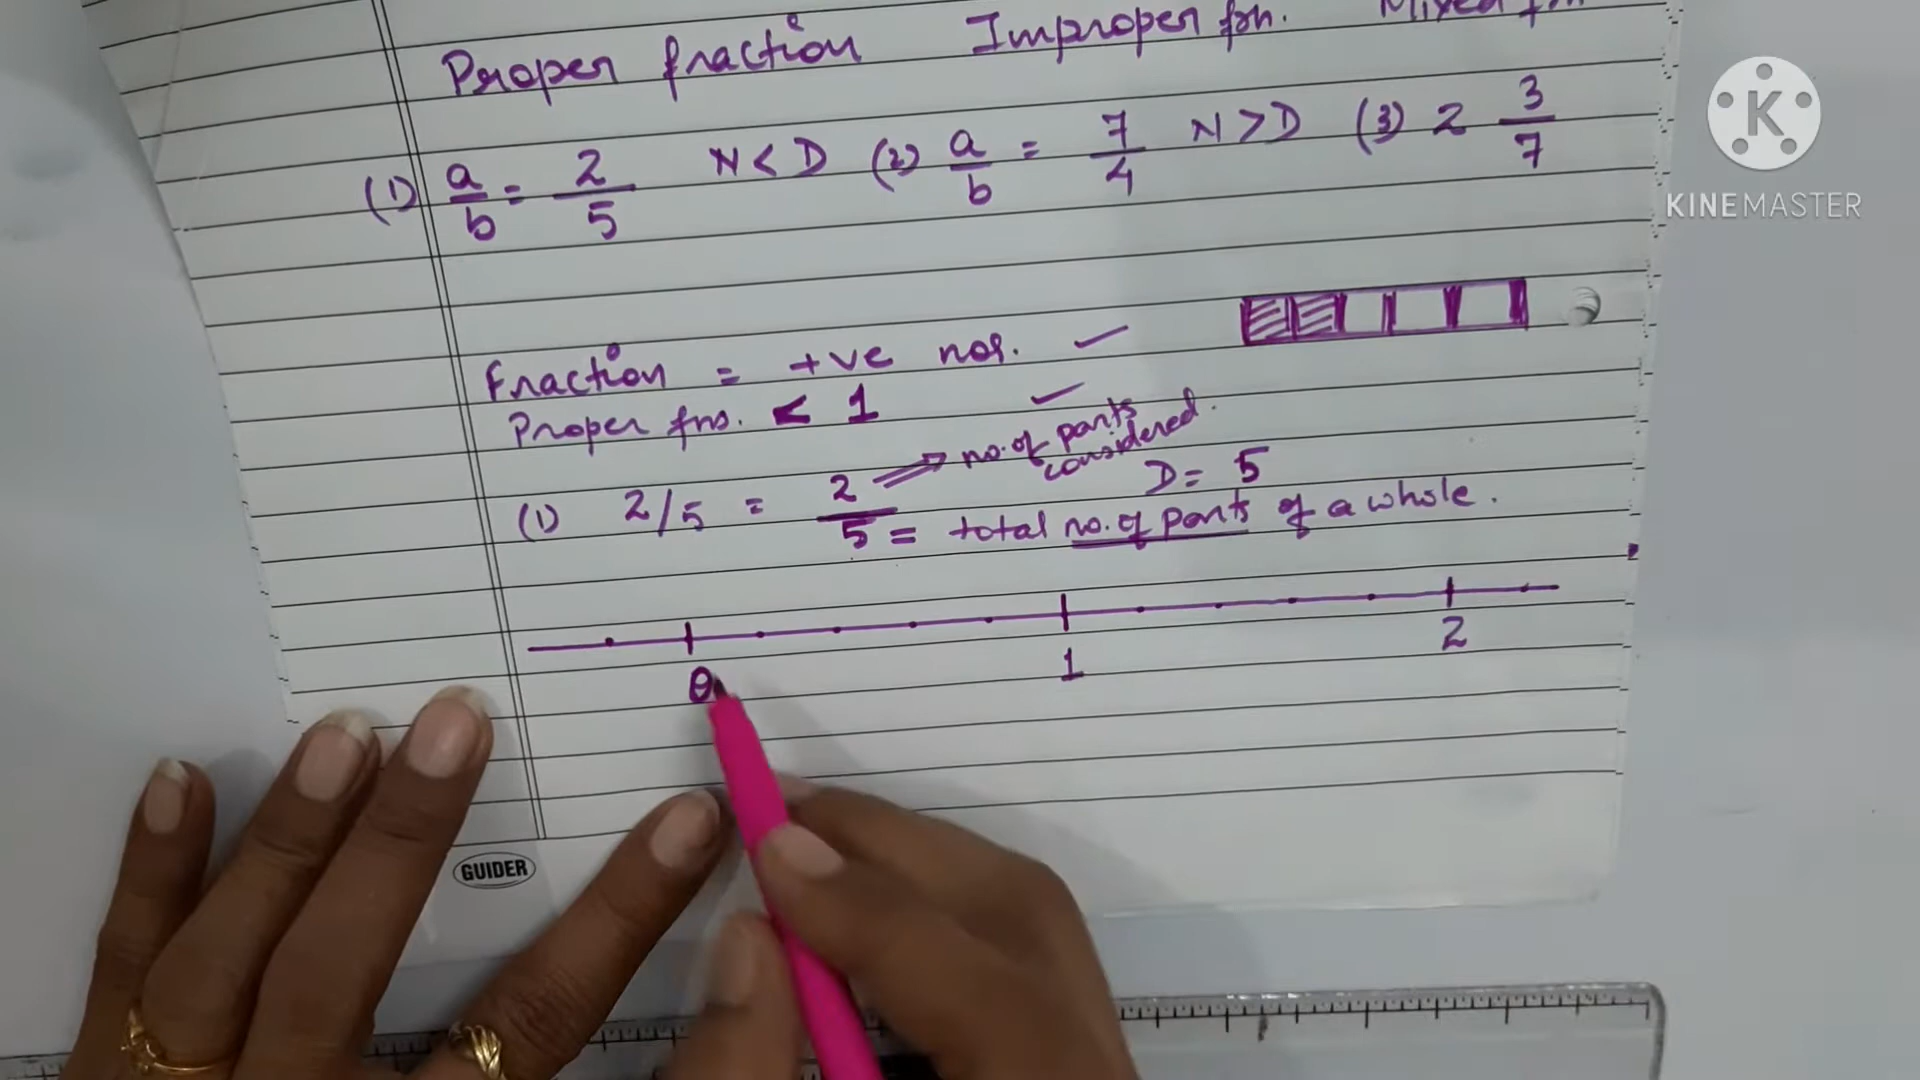 Proper fraction Improper frn. Mixed frn
(1) a/b = 2/5 N < D (2) a/b = 7/4 N > D (3) 2 3/7
K
KINEMASTER
Fraction = +ve nos.
Proper frns. < 1
(1) 2/5 = 2/5 no. of parts considered.
D = 5
= total no. of parts of a whole.
0 1 2
GUIDER